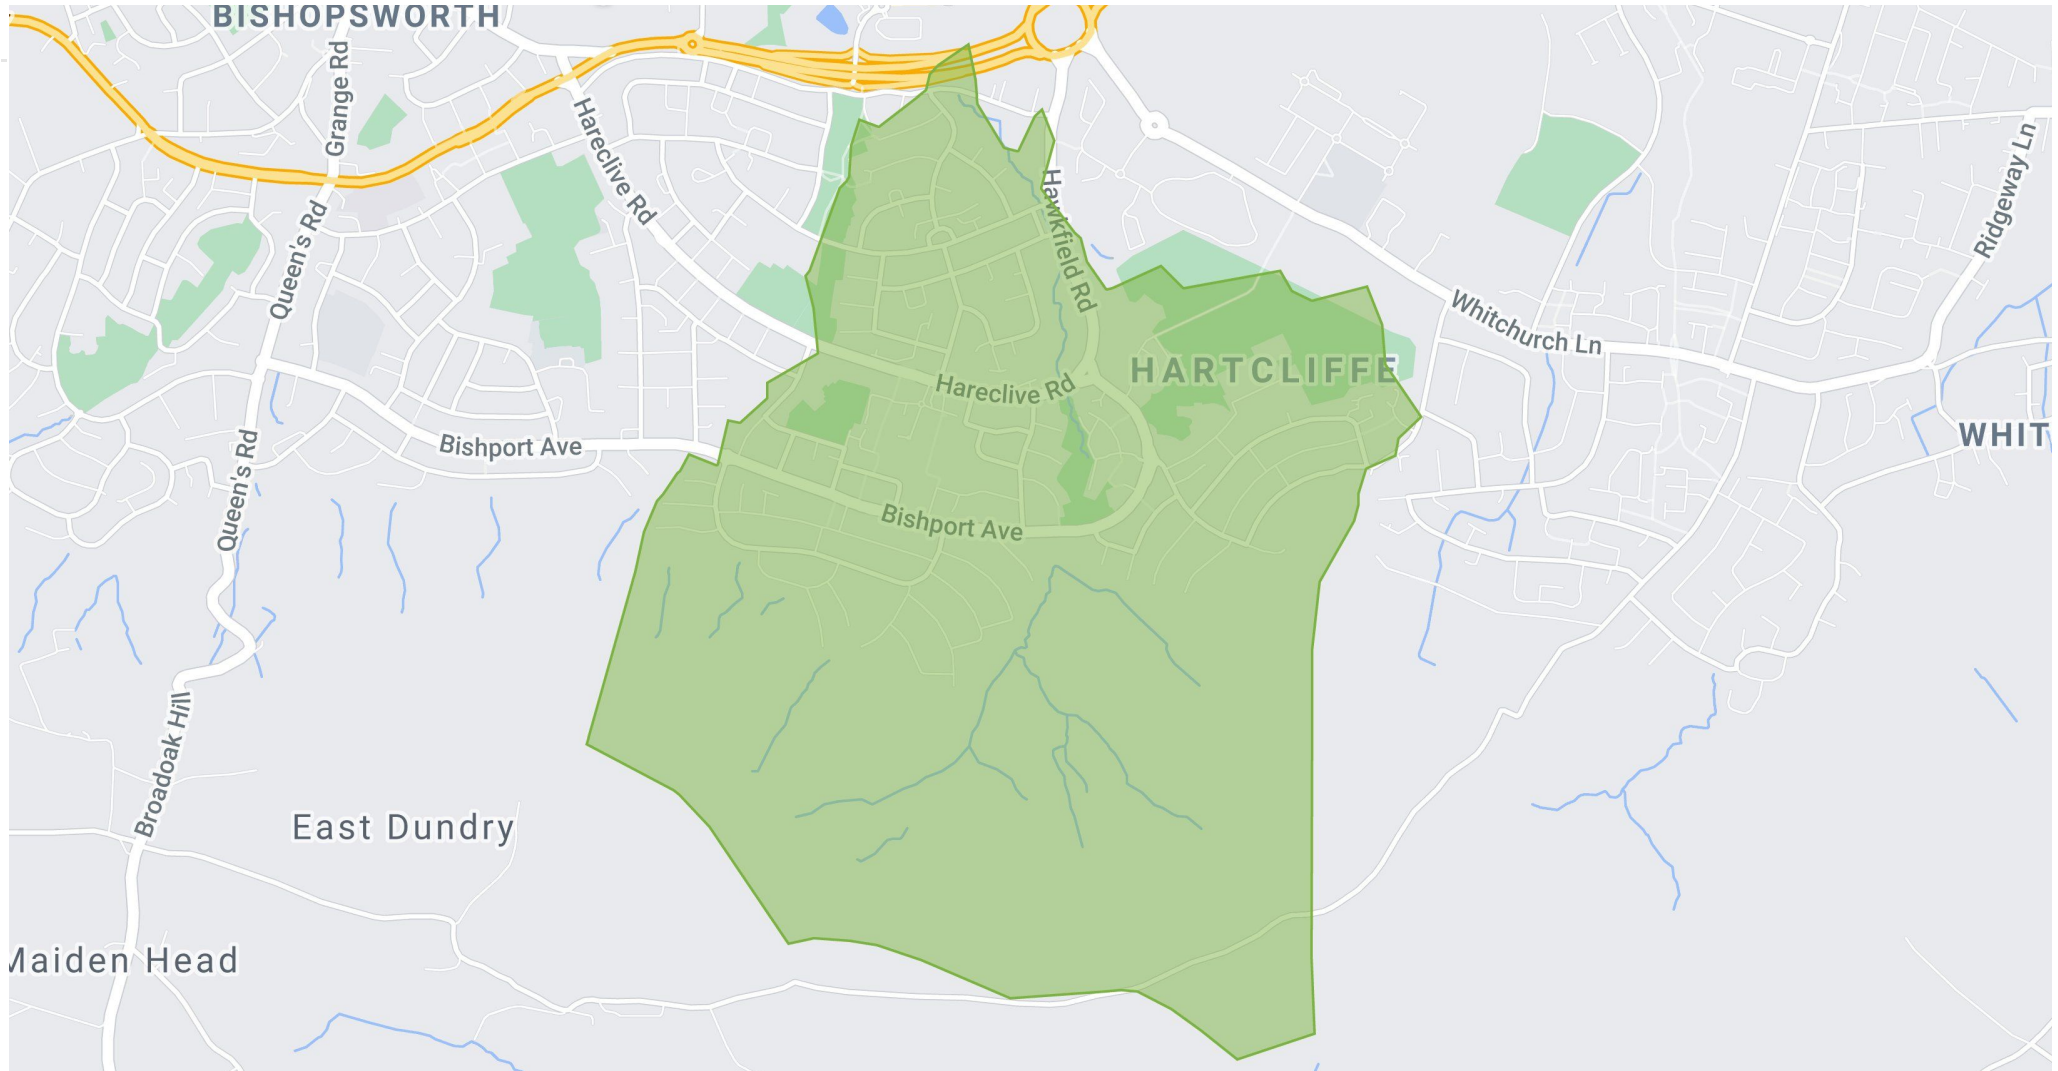 BISHOPSWORTH
Grange Rd
Hareclive Rd
Ridgeway Ln
Hawkfield Rd
Queen's Rd
Whitchurch Ln
HARTCLIFFE
Hareclive Rd
WHIT
Bishport Ave
Queen's Rd
Bishport Ave
Broadoak Hill
East Dundry
Maiden Head